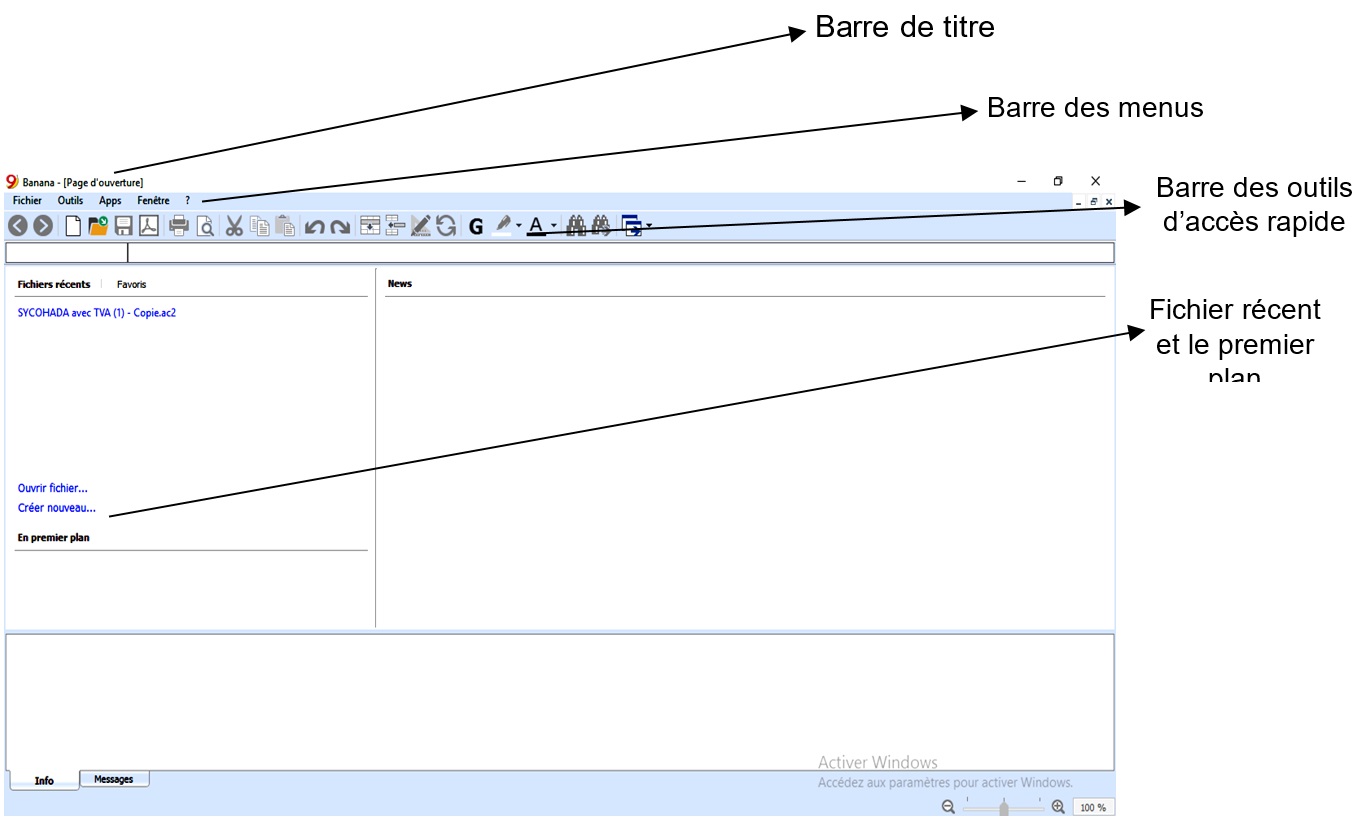 Barre de titre
Barre des menus
Banana - [Page d'ouverture]
Fichier Outils Apps Fenêtre ?
Barre des outils
d’accès rapide
G A
Fichiers récents Favoris
News
SYCOHADA avec TVA (1) - Copie.ac2
Fichier récent
et le premier
plan
Ouvrir fichier...
Créer nouveau...
En premier plan
Activer Windows
Accédez aux paramètres pour activer Windows.
Info Messages
100 %